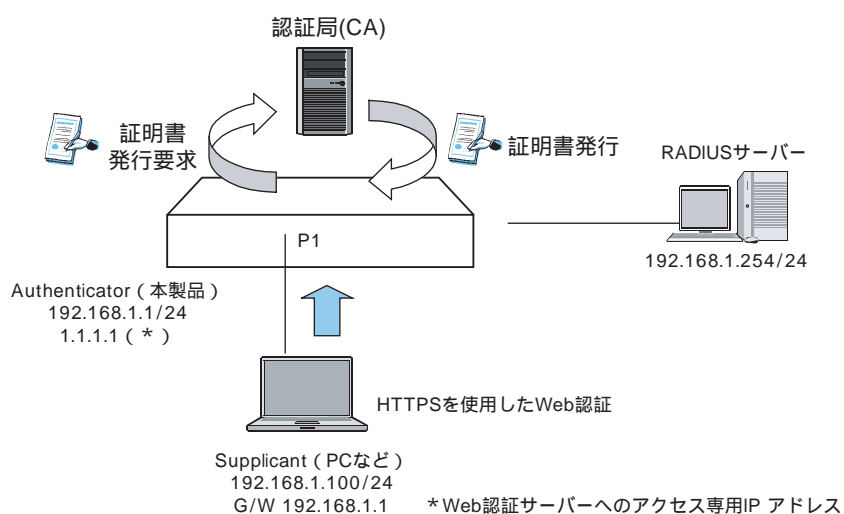 認証局(CA)
証明書
発行要求
証明書発行
RADIUSサーバー
192.168.1.254/24
P1
Authenticator(本製品)
192.168.1.1/24
1.1.1.1(*)
HTTPSを使用したWeb認証
Supplicant(PCなど)
192.168.1.100/24
G/W 192.168.1.1
*Web認証サーバーへのアクセス専用IP アドレス